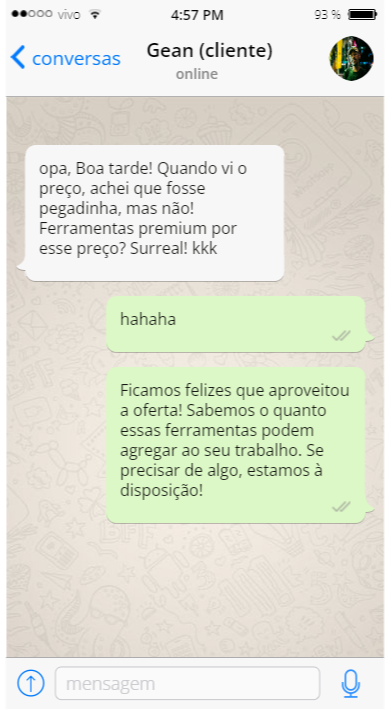 vivo 4:57 PM 93 %
Gean (cliente)
conversas
online
opa, Boa tarde! Quando vi o
preço, achei que fosse
pegadinha, mas não!
Ferramentas premium por
esse preço? Surreal! kkk
hahaha
Ficamos felizes que aproveitou
a oferta! Sabemos o quanto
essas ferramentas podem
agregar ao seu trabalho. Se
precisar de algo, estamos à
disposição!
mensagem